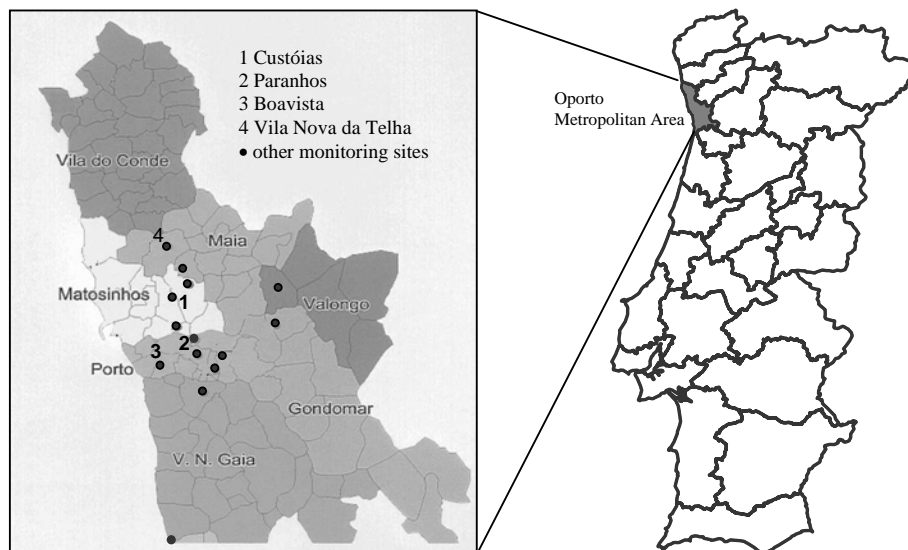 1 Custóias
2 Paranhos
3 Boavista
4 Vila Nova da Telha
• other monitoring sites
Oporto
Metropolitan Area
Vila do Conde
4
Maia
Matosinhos
1
Valongo
2
3
Porto
Gondomar
V. N. Gaia